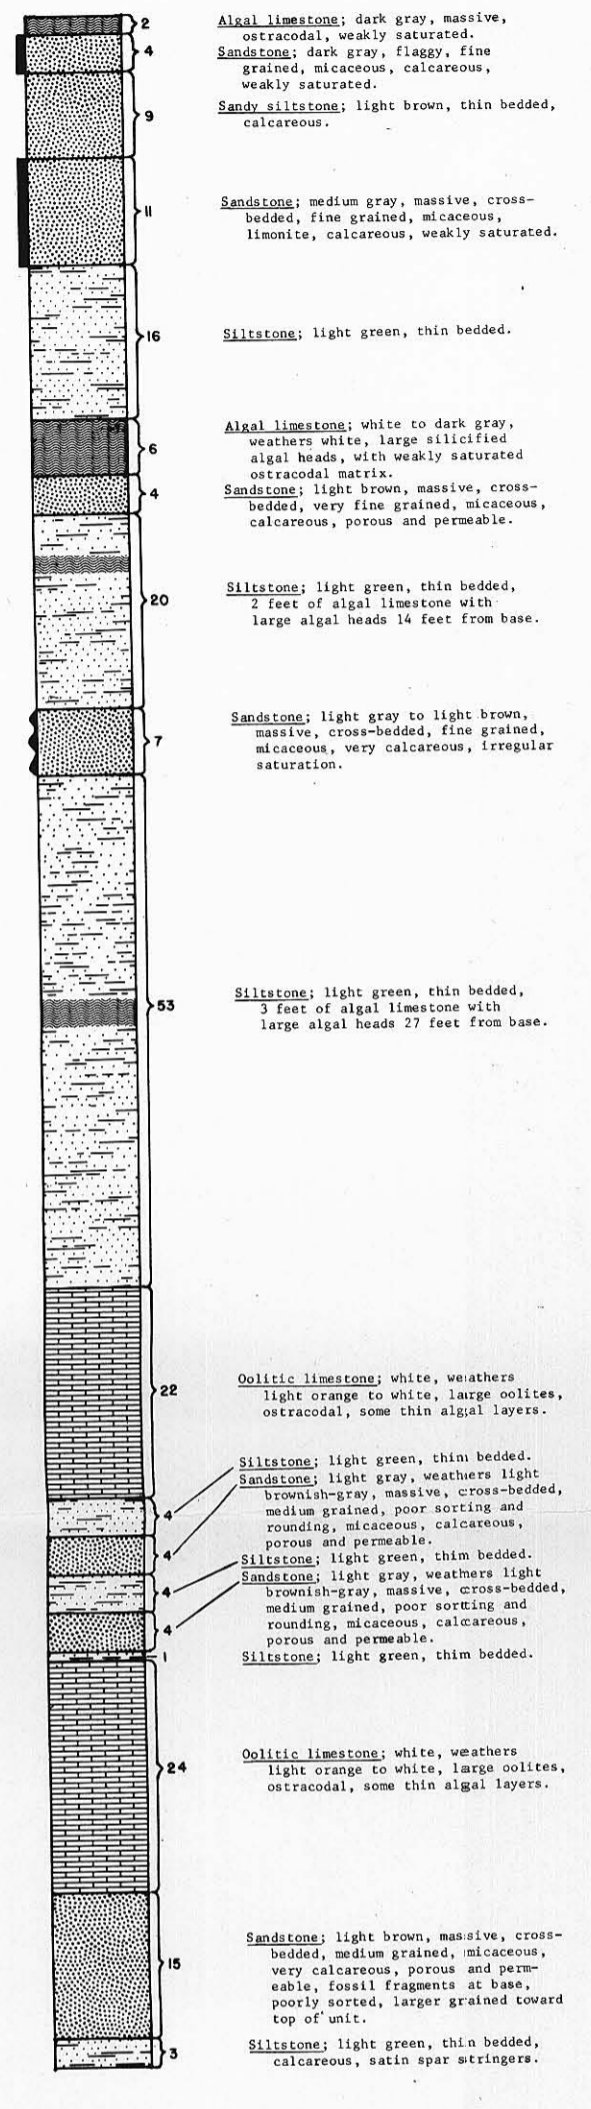 2
Algal limestone; dark gray, massive,
ostracodal, weakly saturated.
4
Sandstone; dark gray, flaggy, fine
grained, micaceous, calcareous,
weakly saturated.
9
Sandy siltstone; light brown, thin bedded,
calcareous.
11
Sandstone; medium gray, massive, cross-
bedded, fine grained, micaceous,
limonite, calcareous, weakly saturated.
16
Siltstone; light green, thin bedded.
6
Algal limestone; white to dark gray,
weathers white, large silicified
algal heads, with weakly saturated
ostracodal matrix.
4
Sandstone; light brown, massive, cross-
bedded, very fine grained, micaceous,
calcareous, porous and permeable.
20
Siltstone; light green, thin bedded,
2 feet of algal limestone with
large algal heads 14 feet from base.
7
Sandstone; light gray to light brown,
massive, cross-bedded, fine grained,
micaceous, very calcareous, irregular
saturation.
53
Siltstone; light green, thin bedded,
3 feet of algal limestone with
large algal heads 27 feet from base.
22
Oolitic limestone; white, weathers
light orange to white, large oolites,
ostracodal, some thin algal layers.
4
Siltstone; light green, thin bedded.
4
Sandstone; light gray, weathers light
brownish-gray, massive, cross-bedded,
medium grained, poor sorting and
rounding, micaceous, calcareous,
porous and permeable.
4
Siltstone; light green, thin bedded.
4
Sandstone; light gray, weathers light
brownish-gray, massive, cross-bedded,
medium grained, poor sorting and
rounding, micaceous, calcareous,
porous and permeable.
1
Siltstone; light green, thin bedded.
24
Oolitic limestone; white, weathers
light orange to white, large oolites,
ostracodal, some thin algal layers.
15
Sandstone; light brown, massive, cross-
bedded, medium grained, micaceous,
very calcareous, porous and perm-
eable, fossil fragments at base,
poorly sorted, larger grained toward
top of unit.
3
Siltstone; light green, thin bedded,
calcareous, satin spar stringers.